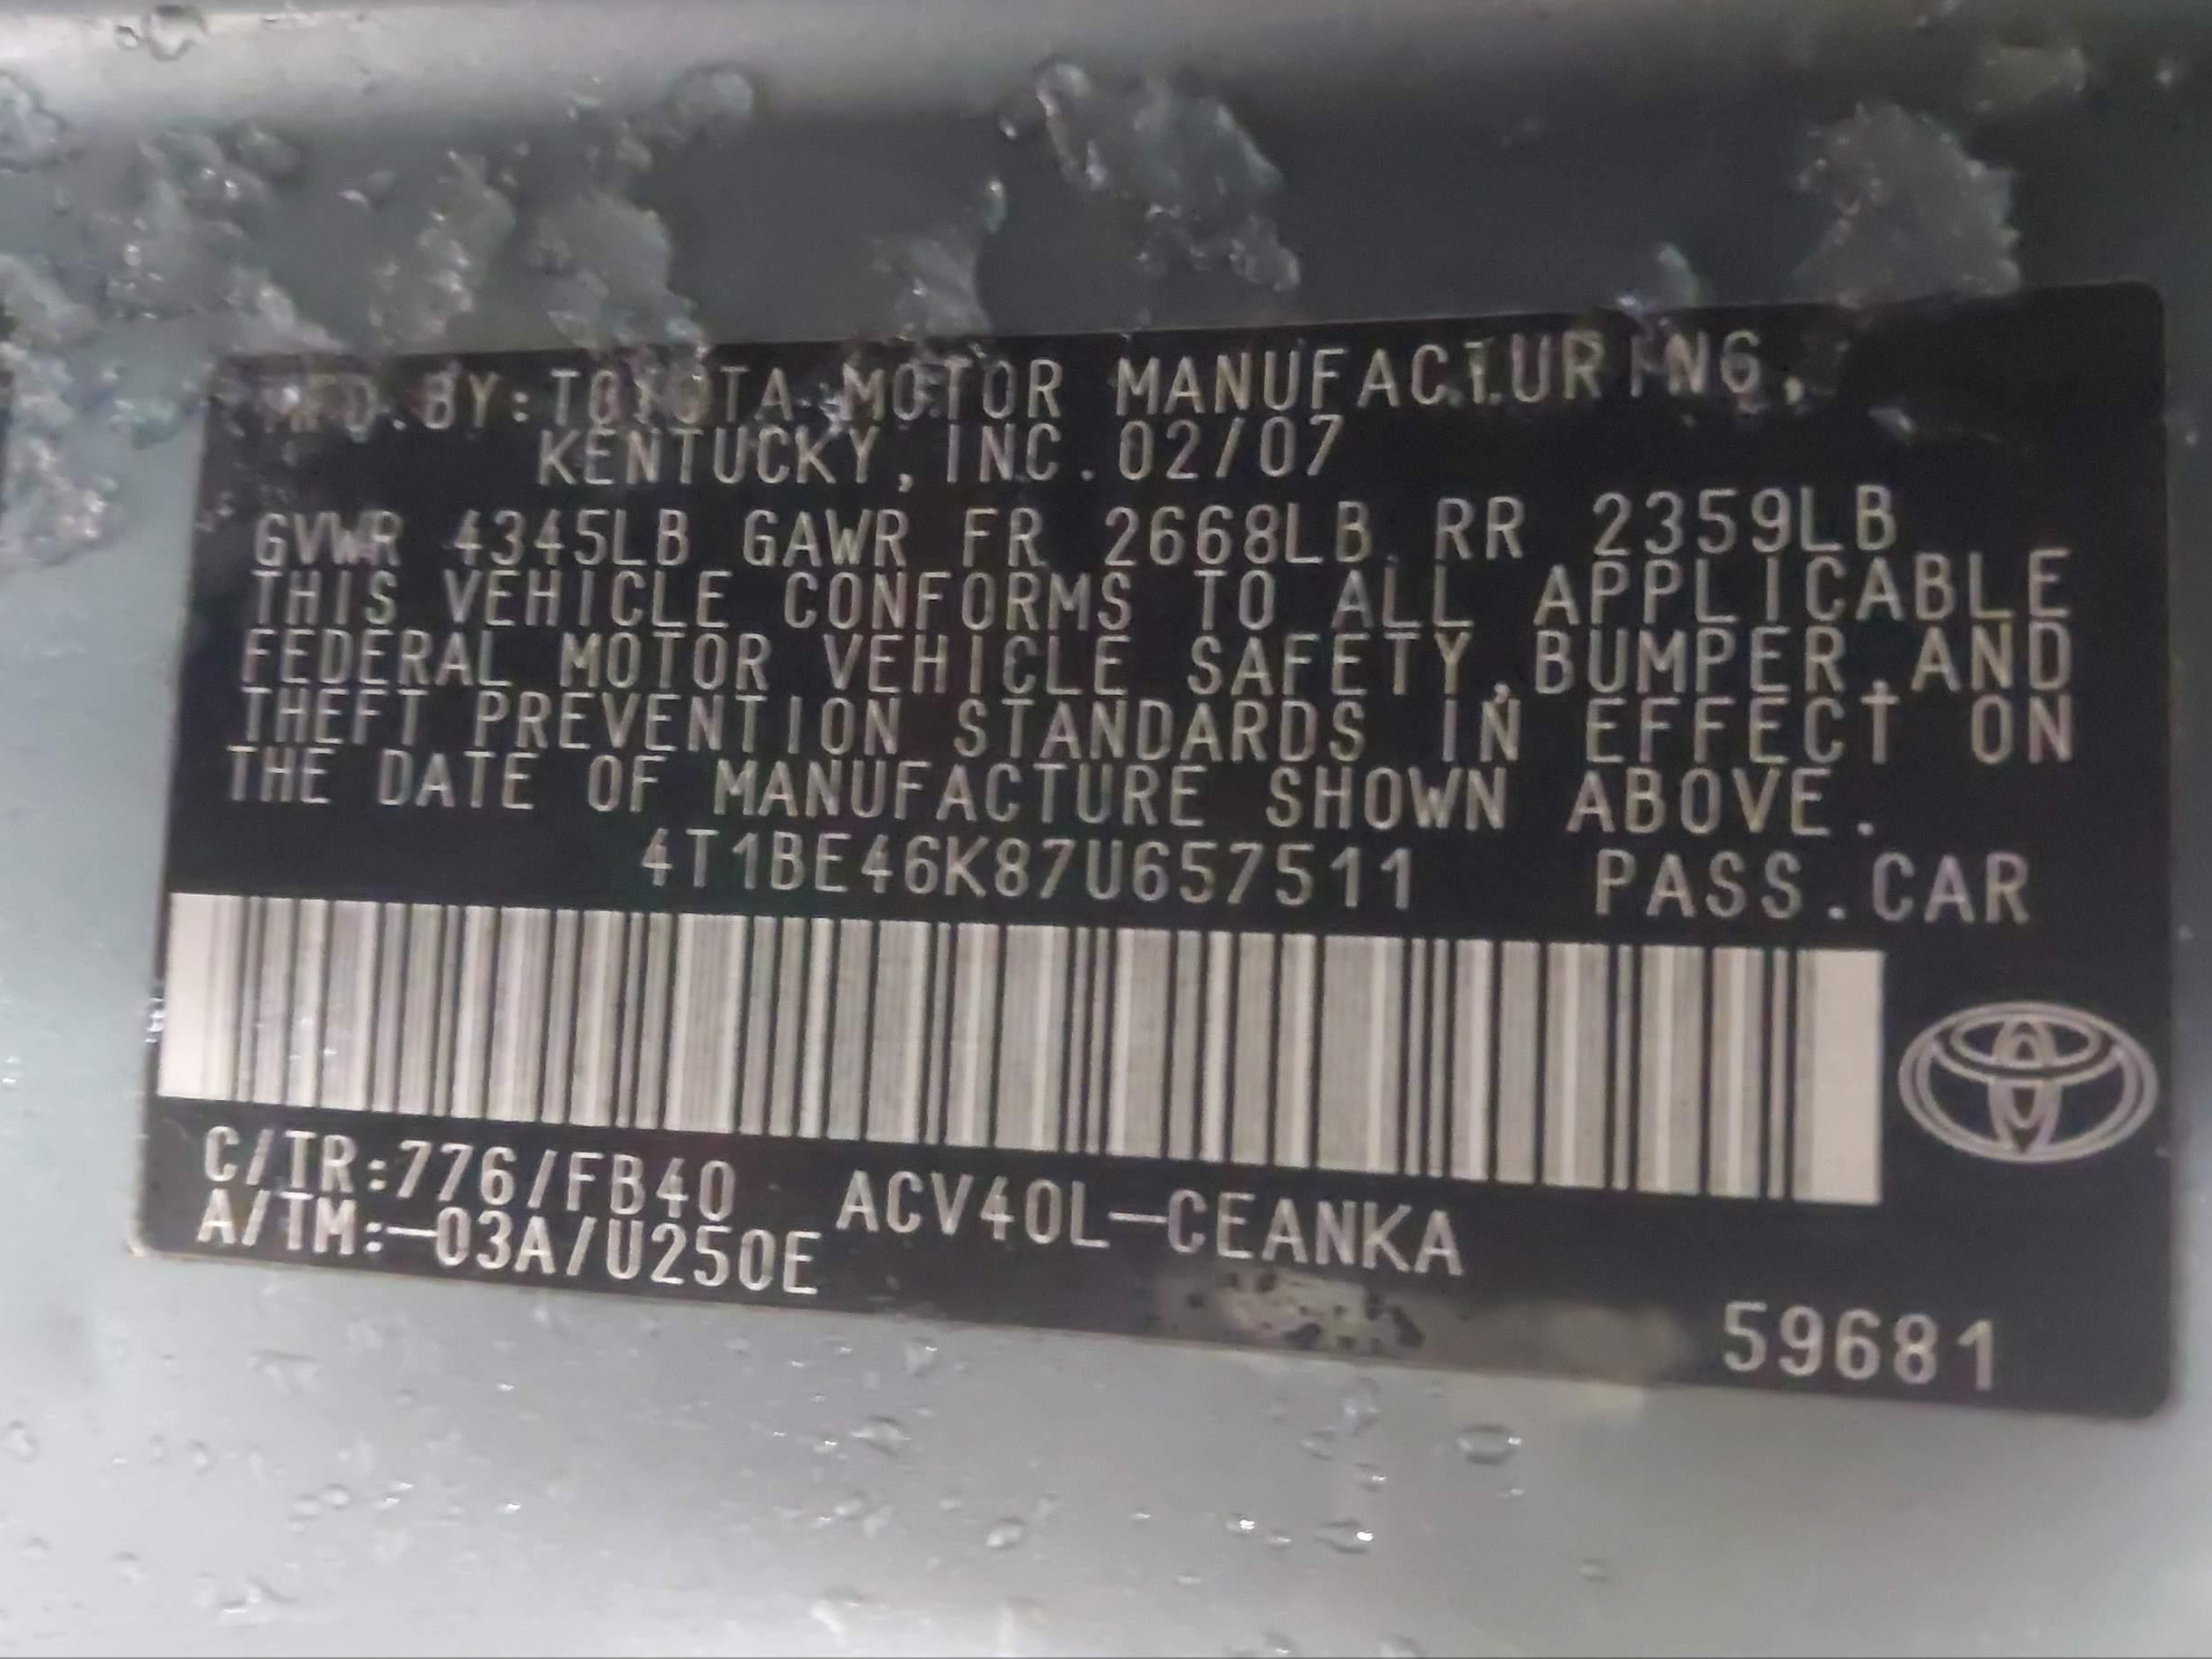 MFD.BY:TOYOTA MOTOR MANUFACTURING,
KENTUCKY, INC.02/07
GVWR 4345LB GAWR FR 2668LB RR 2359LB
THIS VEHICLE CONFORMS TO ALL APPLICABLE
FEDERAL MOTOR VEHICLE SAFETY,BUMPER,AND
THEFT PREVENTION STANDARDS IN EFFECT ON
THE DATE OF MANUFACTURE SHOWN ABOVE.
4T1BE46K87U657511 PASS.CAR
C/TR:776/FB40 ACV40L-CEANKA
A/TM:-03A/U250E
59681